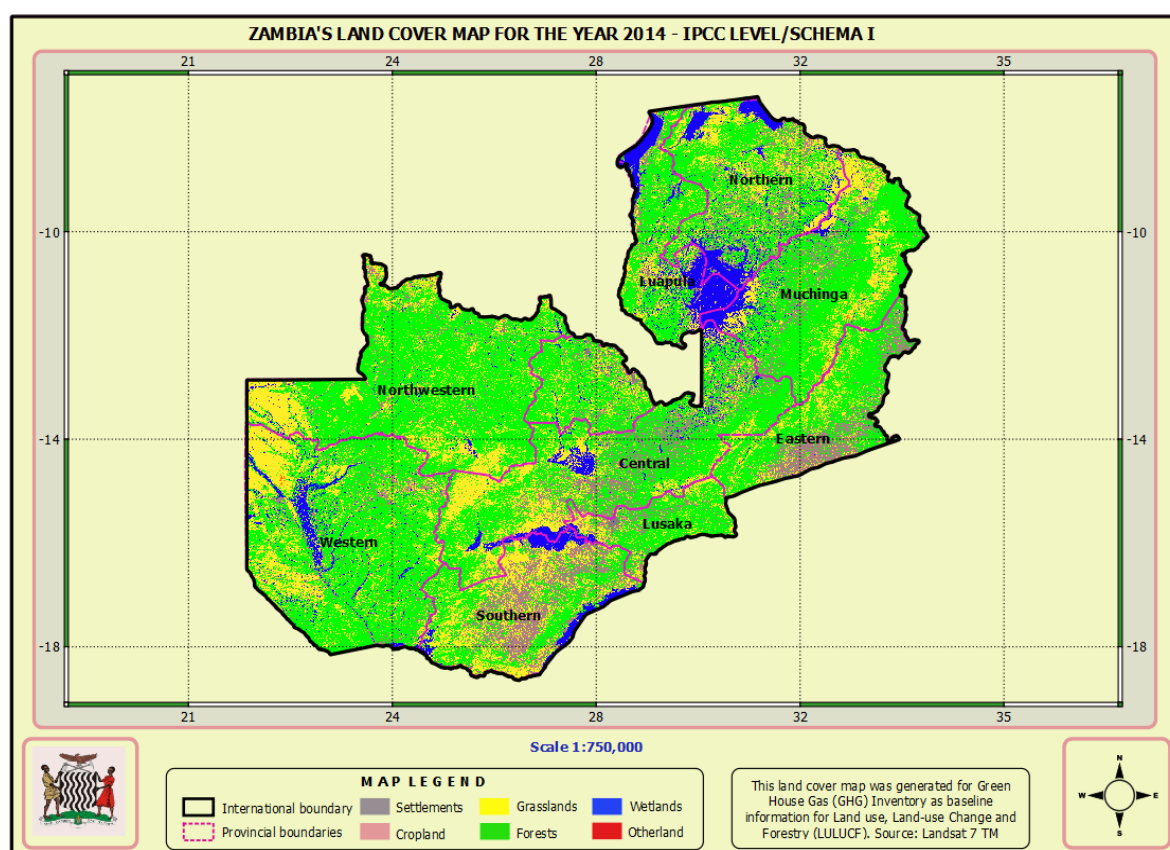 ZAMBIA'S LAND COVER MAP FOR THE YEAR 2014 - IPCC LEVEL/SCHEMA I
21 24 28 32 35
Northern
-10 -10
Luapula
Muchinga
Northwestern
-14 -14
Eastern
Central
Lusaka
Western
Southern
-18 -18
21 24 28 32 35
Scale 1:750,000
MAP LEGEND
International boundary Settlements Grasslands Wetlands
Provincial boundaries Cropland Forests Otherland
This land cover map was generated for Green
House Gas (GHG) Inventory as baseline
information for Land use, Land-use Change and
Forestry (LULUCF). Source: Landsat 7 TM
N
W E
S